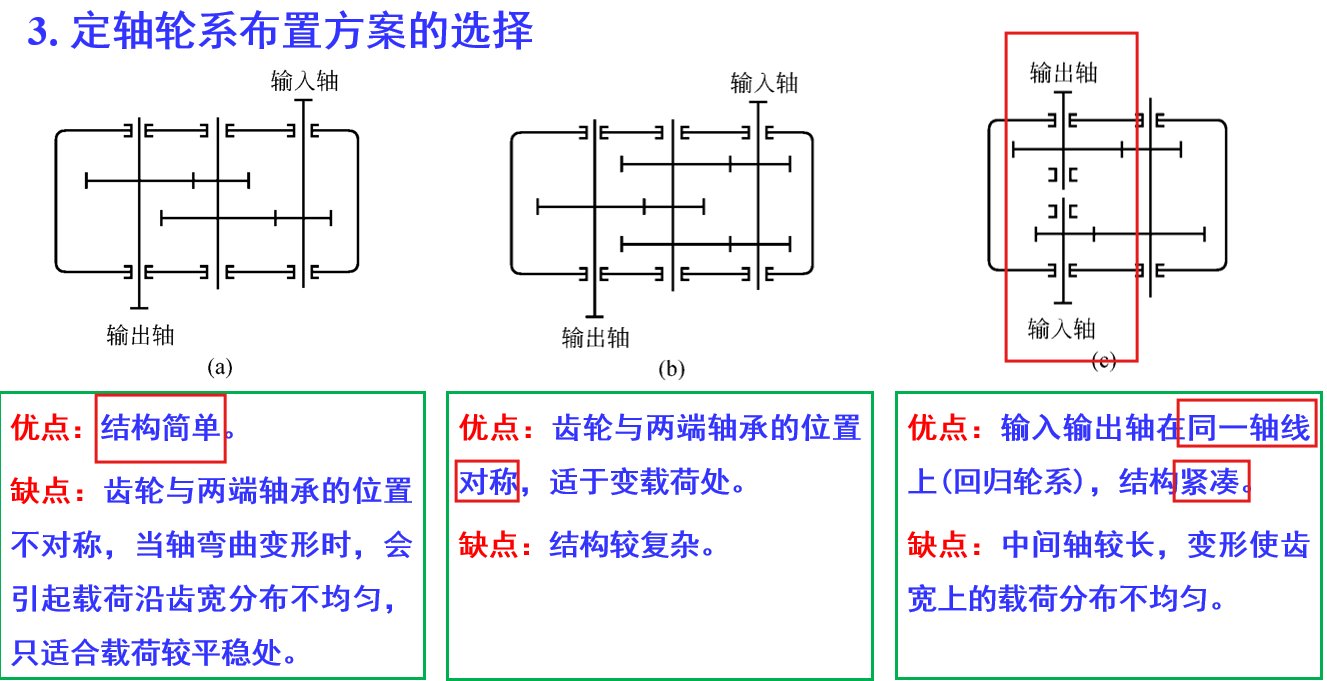 3. 定轴轮系布置方案的选择
输入轴
输出轴
(a)
输入轴
输出轴
(b)
输出轴
输入轴
(c)
优点：结构简单。
缺点：齿轮与两端轴承的位置
不对称，当轴弯曲变形时，会
引起载荷沿齿宽分布不均匀，
只适合载荷较平稳处。
优点：齿轮与两端轴承的位置
对称，适于变载荷处。
缺点：结构较复杂。
优点：输入输出轴在同一轴线
上(回归轮系)，结构紧凑。
缺点：中间轴较长，变形使齿
宽上的载荷分布不均匀。